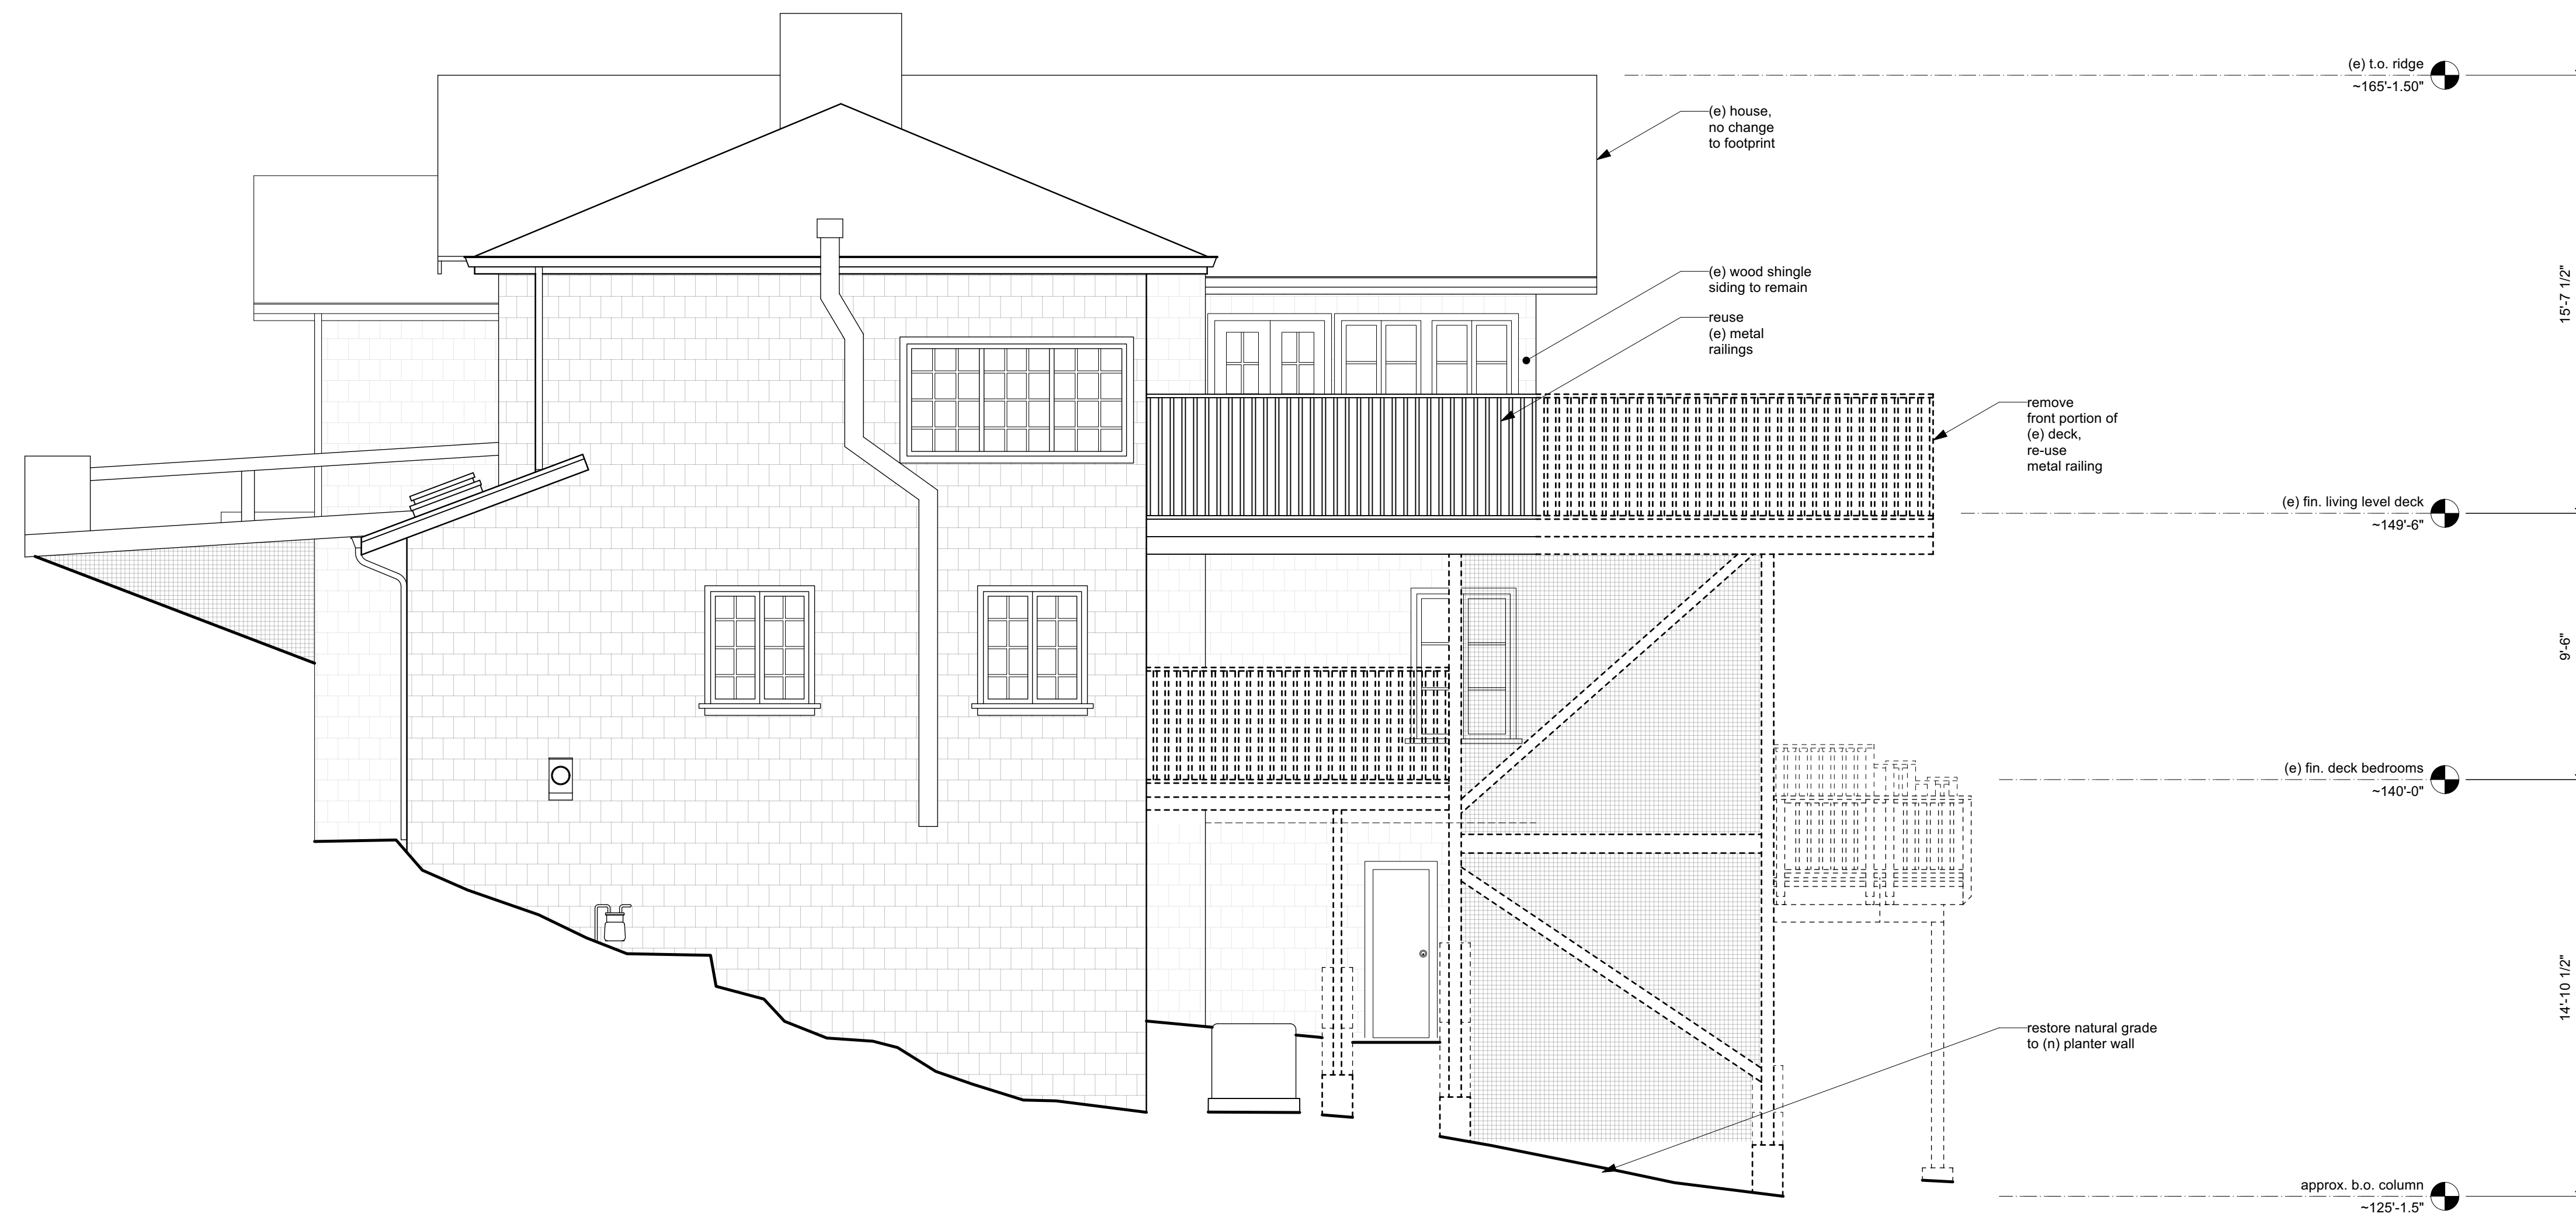 (e) t.o. ridge
~165'-1.50"
(e) house,
no change
to footprint
(e) wood shingle
siding to remain
15'-7 1/2"
reuse
(e) metal
railings
remove
front portion of
(e) deck,
re-use
metal railing
(e) fin. living level deck
~149'-6"
9'-6"
(e) fin. deck bedrooms
~140'-0"
14'-10 1/2"
restore natural grade
to (n) planter wall
approx. b.o. column
~125'-1.5"